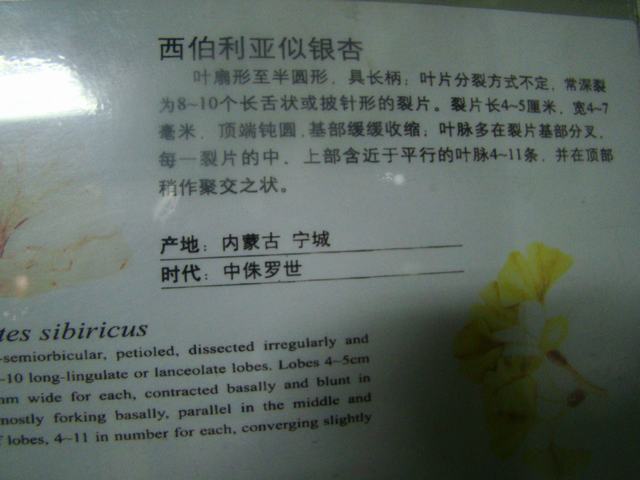 西伯利亚似银杏
叶扇形至半圆形，具长柄；叶片分裂方式不定，常深裂
为8~10个长舌状或披针形的裂片。裂片长4~5厘米，宽4~7
毫米，顶端钝圆，基部缓缓收缩；叶脉多在裂片基部分叉，
每一裂片的中、上部含近于平行的叶脉4~11条，并在顶部
稍作聚交之状。
产地：内蒙古 宁城
时代：中侏罗世
tes sibiricus
-semiorbicular, petioled, dissected irregularly and
-10 long-lingulate or lanceolate lobes. Lobes 4~5cm
nm wide for each, contracted basally and blunt in
mostly forking basally, parallel in the middle and
f lobes, 4~11 in number for each, converging slightly